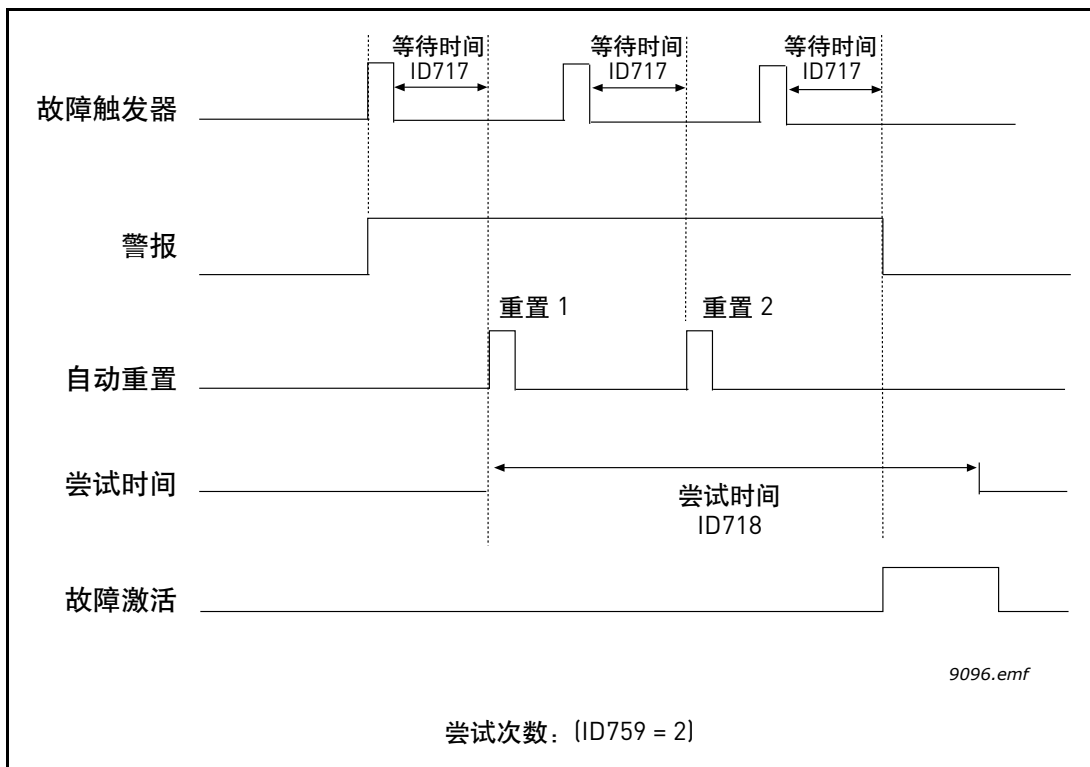 等待时间
ID717
等待时间
ID717
等待时间
ID717
故障触发器
警报
重置 1
重置 2
自动重置
尝试时间
尝试时间
ID718
故障激活
9096.emf
尝试次数：(ID759 = 2)